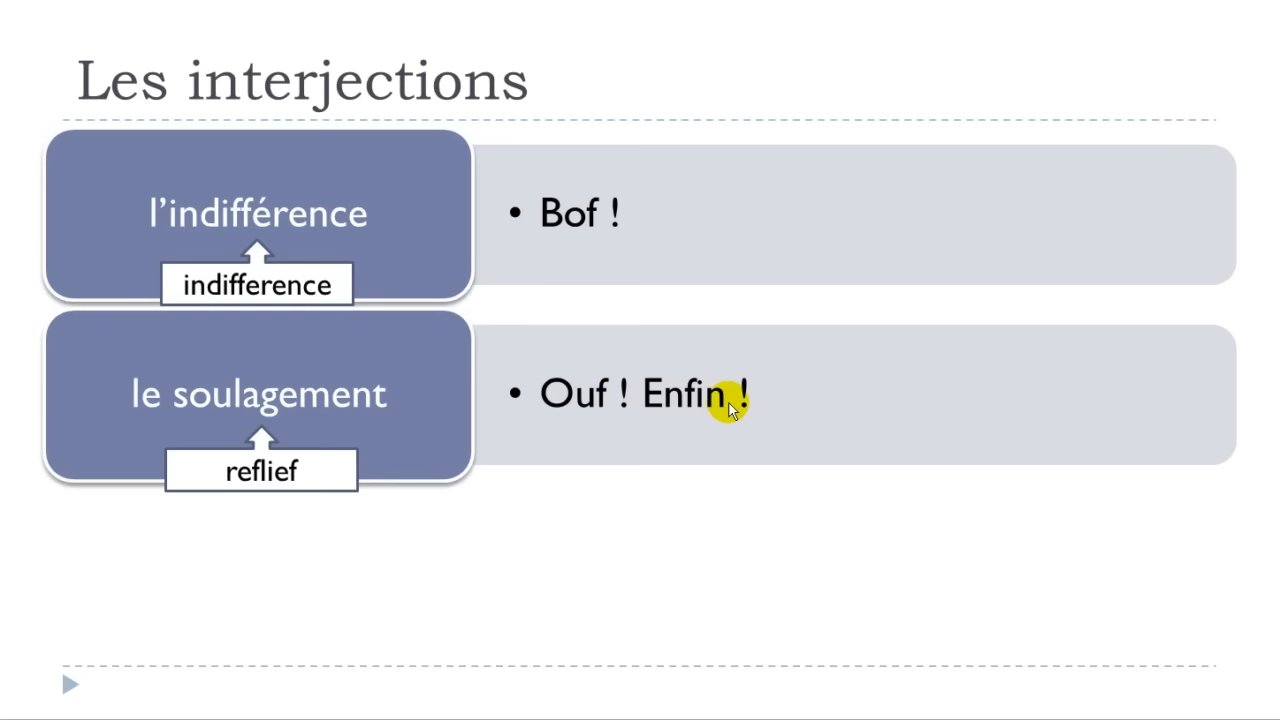 Les interjections
l’indifférence
indifference
• Bof !
le soulagement
reflief
• Ouf ! Enfin !